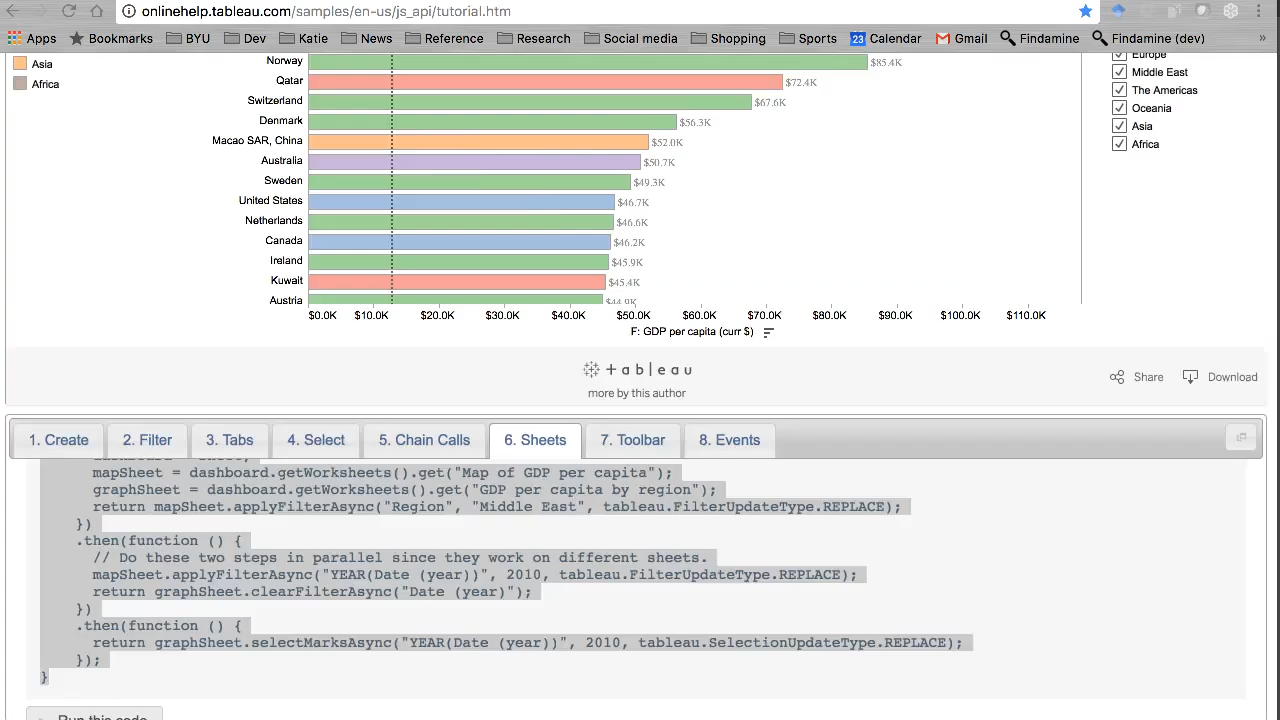 onlinehelp.tableau.com/samples/en-us/js_api/tutorial.htm
Apps Bookmarks BYU Dev Katie News Reference Research Social media Shopping Sports 23 Calendar Gmail Findamine Findamine (dev) »
Asia
Africa
Norway $85.4K
Qatar $72.4K
Switzerland $67.6K
Denmark $56.3K
Macao SAR, China $52.0K
Australia $50.7K
Sweden $49.3K
United States $46.7K
Netherlands $46.6K
Canada $46.2K
Ireland $45.9K
Kuwait $45.4K
Austria $44.9K
$0.0K $10.0K $20.0K $30.0K $40.0K $50.0K $60.0K $70.0K $80.0K $90.0K $100.0K $110.0K
F: GDP per capita (curr $)
Europe
Middle East
The Americas
Oceania
Asia
Africa
+ a b | e a u
more by this author
Share Download
1. Create 2. Filter 3. Tabs 4. Select 5. Chain Calls 6. Sheets 7. Toolbar 8. Events
mapSheet = dashboard.getWorksheets().get("Map of GDP per capita");
graphSheet = dashboard.getWorksheets().get("GDP per capita by region");
return mapSheet.applyFilterAsync("Region", "Middle East", tableau.FilterUpdateType.REPLACE);
})
.then(function () {
// Do these two steps in parallel since they work on different sheets.
mapSheet.applyFilterAsync("YEAR(Date (year))", 2010, tableau.FilterUpdateType.REPLACE);
return graphSheet.clearFilterAsync("Date (year)");
})
.then(function () {
return graphSheet.selectMarksAsync("YEAR(Date (year))", 2010, tableau.SelectionUpdateType.REPLACE);
});
}
Run this code